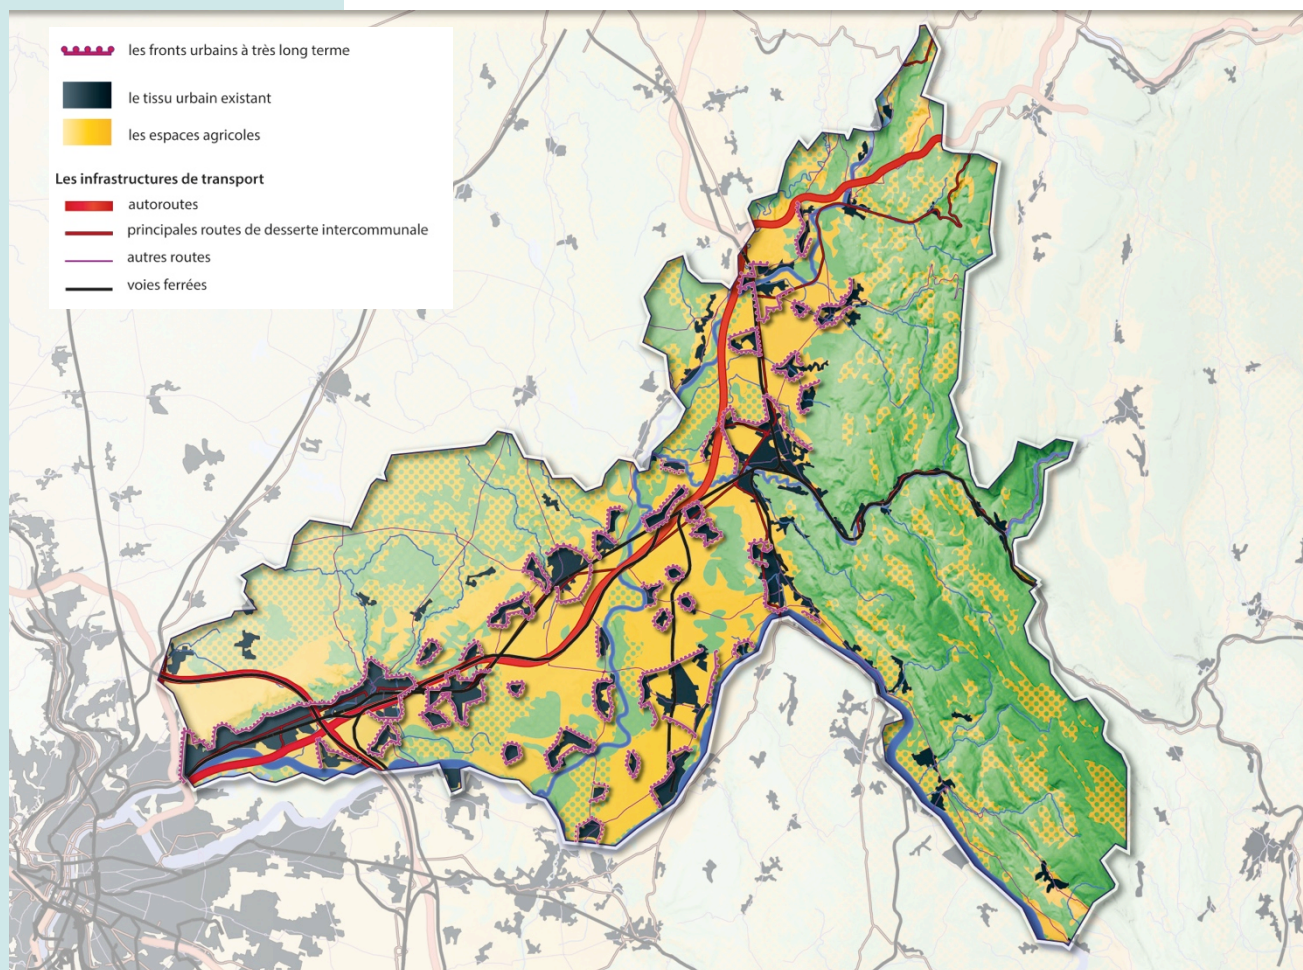 les fronts urbains à très long terme
le tissu urbain existant
les espaces agricoles
Les infrastructures de transport
autoroutes
principales routes de desserte intercommunale
autres routes
voies ferrées